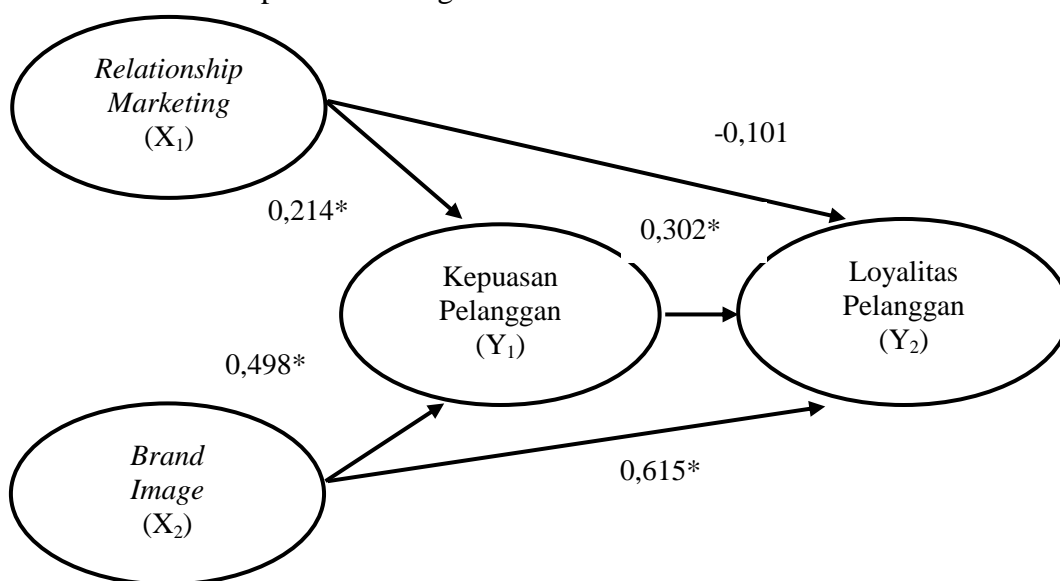 Relationship
Marketing
(X₁)
-0,101
0,214*
0,302*
Kepuasan
Pelanggan
(Y₁)
Loyalitas
Pelanggan
(Y₂)
0,498*
Brand
Image
(X₂)
0,615*